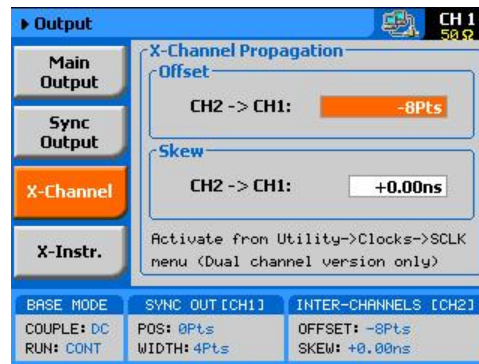 Output
CH 1
50 Ω
Main
Output
Sync
Output
X-Channel
X-Instr.
X-Channel Propagation
Offset
CH2 -> CH1:
-8Pts
Skew
CH2 -> CH1:
+0.00ns
Activate from Utility->Clocks->SCLK
menu (Dual channel version only)
BASE MODE
COUPLE: DC
RUN: CONT
SYNC OUT [CH1]
POS: 0Pts
WIDTH: 4Pts
INTER-CHANNELS [CH2]
OFFSET: -8Pts
SKEW: +0.00ns